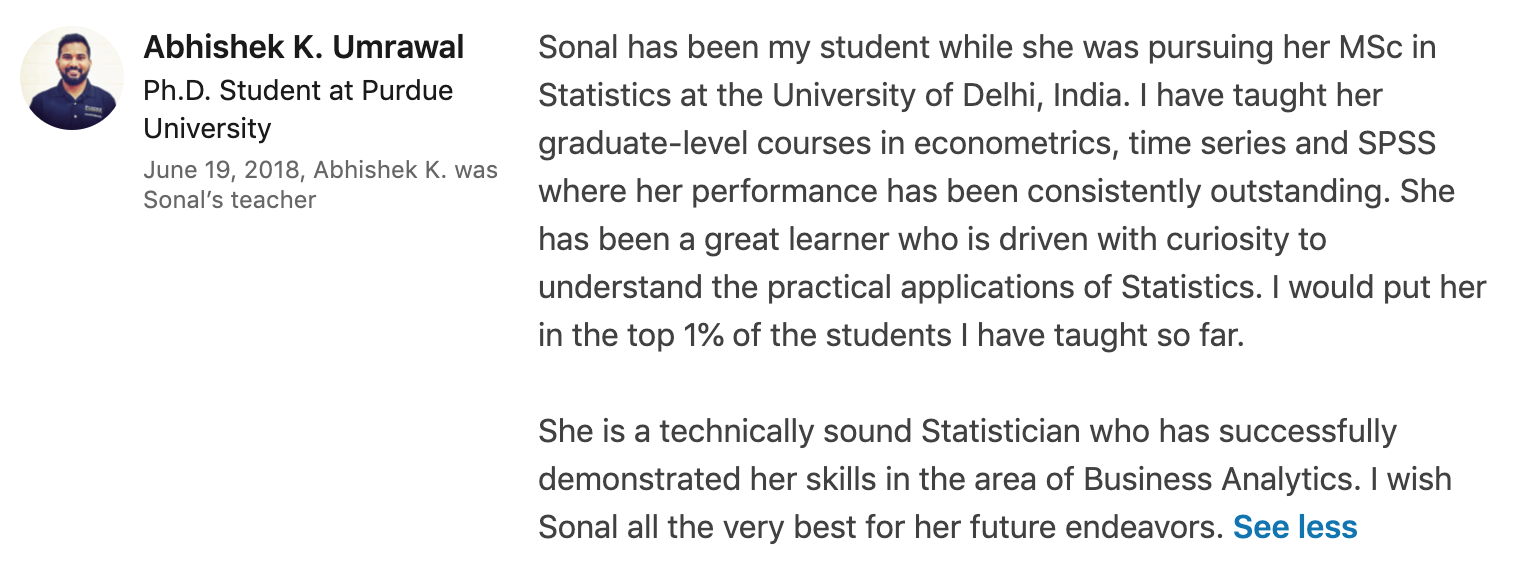 Abhishek K. Umrawal
Ph.D. Student at Purdue
University
June 19, 2018, Abhishek K. was
Sonal’s teacher
Sonal has been my student while she was pursuing her MSc in
Statistics at the University of Delhi, India. I have taught her
graduate-level courses in econometrics, time series and SPSS
where her performance has been consistently outstanding. She
has been a great learner who is driven with curiosity to
understand the practical applications of Statistics. I would put her
in the top 1% of the students I have taught so far.
She is a technically sound Statistician who has successfully
demonstrated her skills in the area of Business Analytics. I wish
Sonal all the very best for her future endeavors. See less